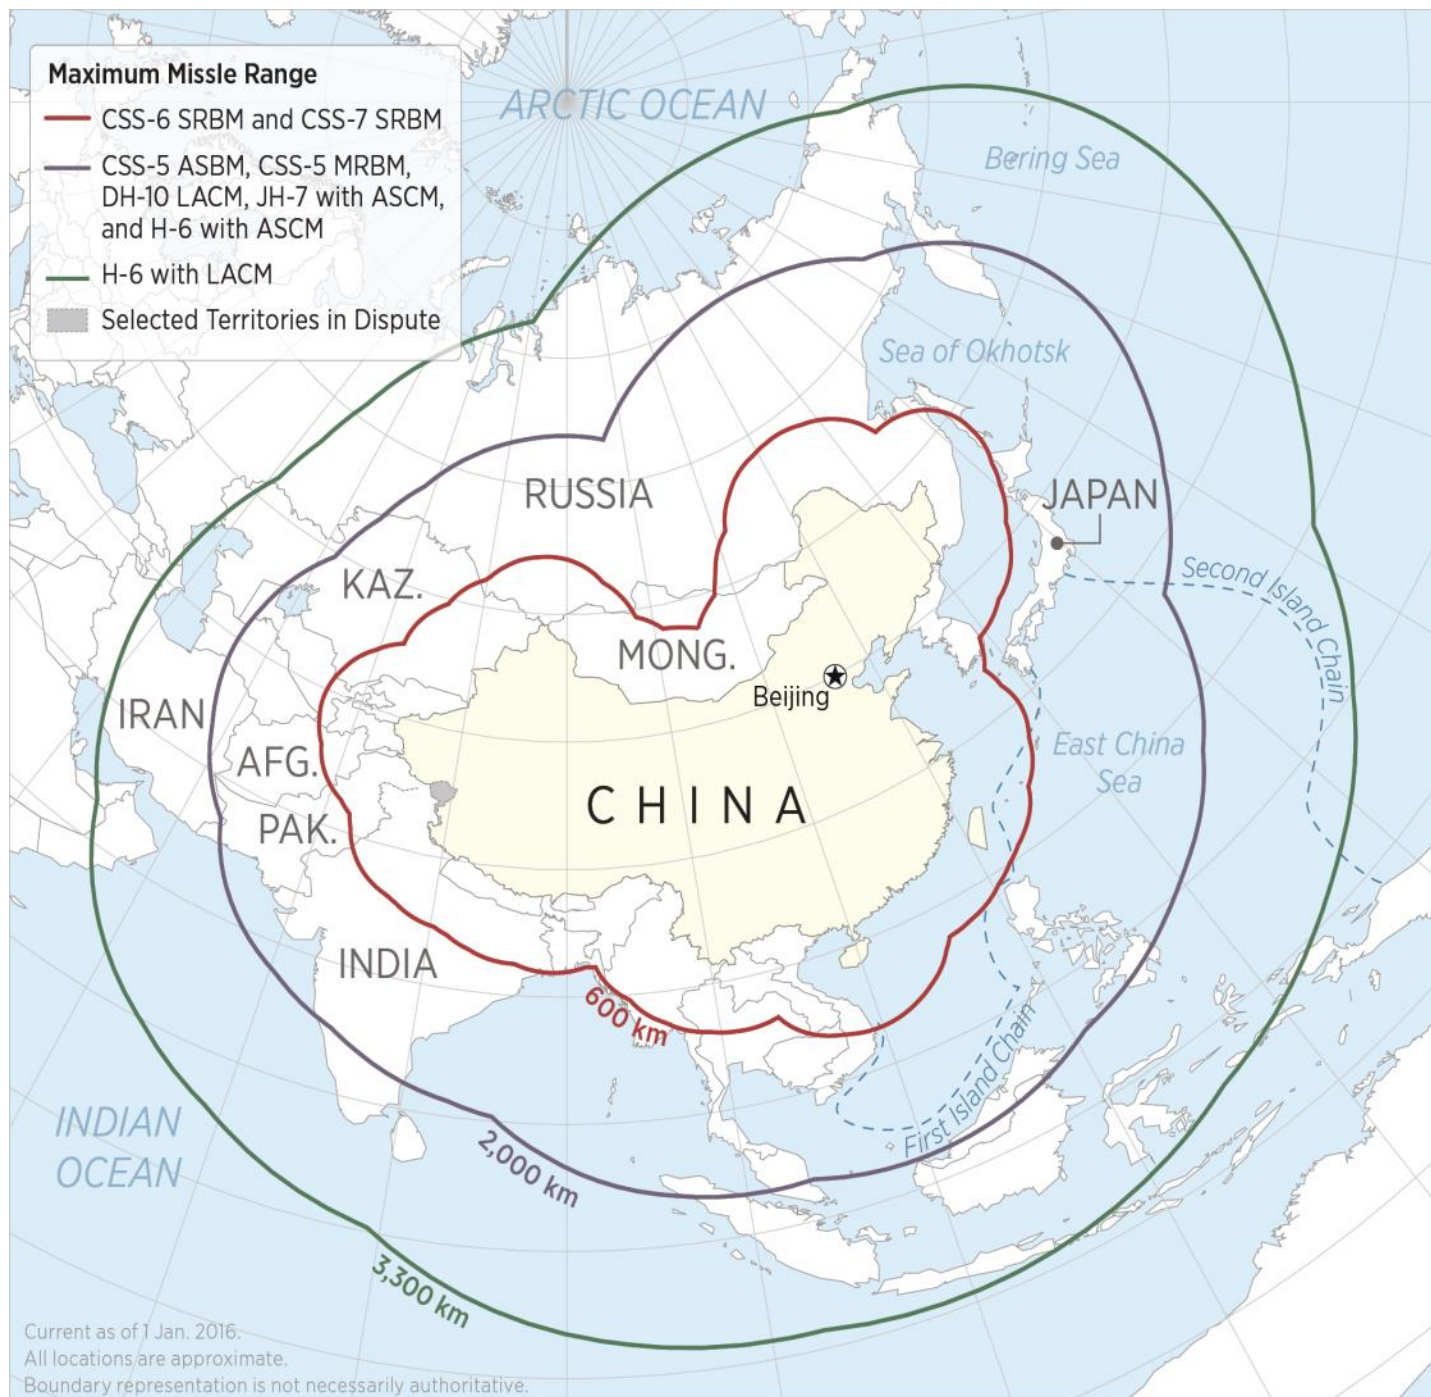 Maximum Missle Range
CSS-6 SRBM and CSS-7 SRBM
CSS-5 ASBM, CSS-5 MRBM,
DH-10 LACM, JH-7 with ASCM,
and H-6 with ASCM
H-6 with LACM
Selected Territories in Dispute
ARCTIC OCEAN
Bering Sea
Sea of Okhotsk
RUSSIA
JAPAN
KAZ.
Second Island Chain
MONG.
Beijing
IRAN
AFG.
East China
Sea
CHINA
PAK.
INDIA
600 km
First Island Chain
INDIAN
OCEAN
2,000 km
3,300 km
Current as of 1 Jan. 2016.
All locations are approximate.
Boundary representation is not necessarily authoritative.